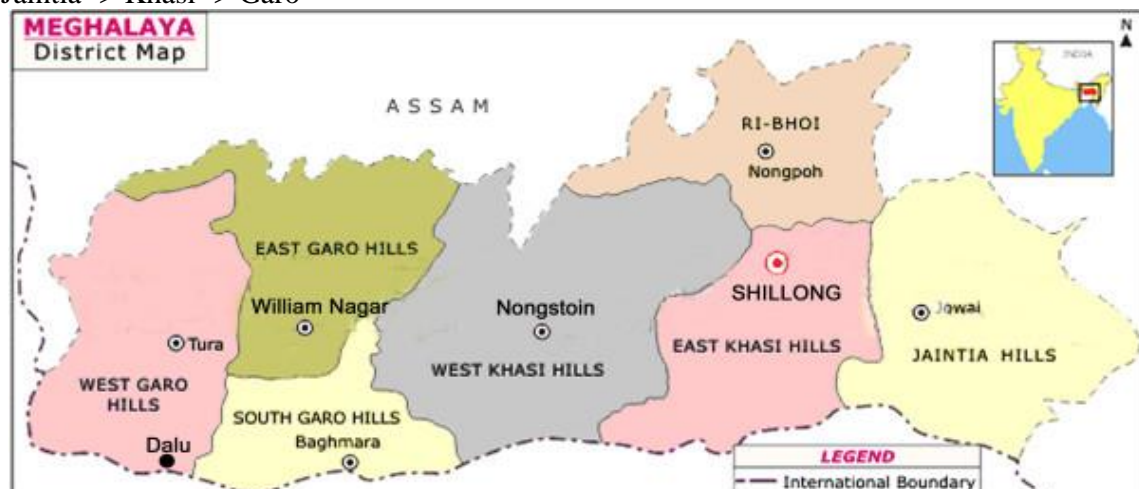 Jaintia -> Khasi -> Garo
MEGHALAYA
District Map
N
INDIA
ASSAM
RI-BHOI
Nongpoh
EAST GARO HILLS
William Nagar
Nongstoin
SHILLONG
Jowai
Tura
WEST KHASI HILLS
EAST KHASI HILLS
JAINTIA HILLS
WEST GARO
HILLS
SOUTH GARO HILLS
Dalu
Baghmara
LEGEND
International Boundary